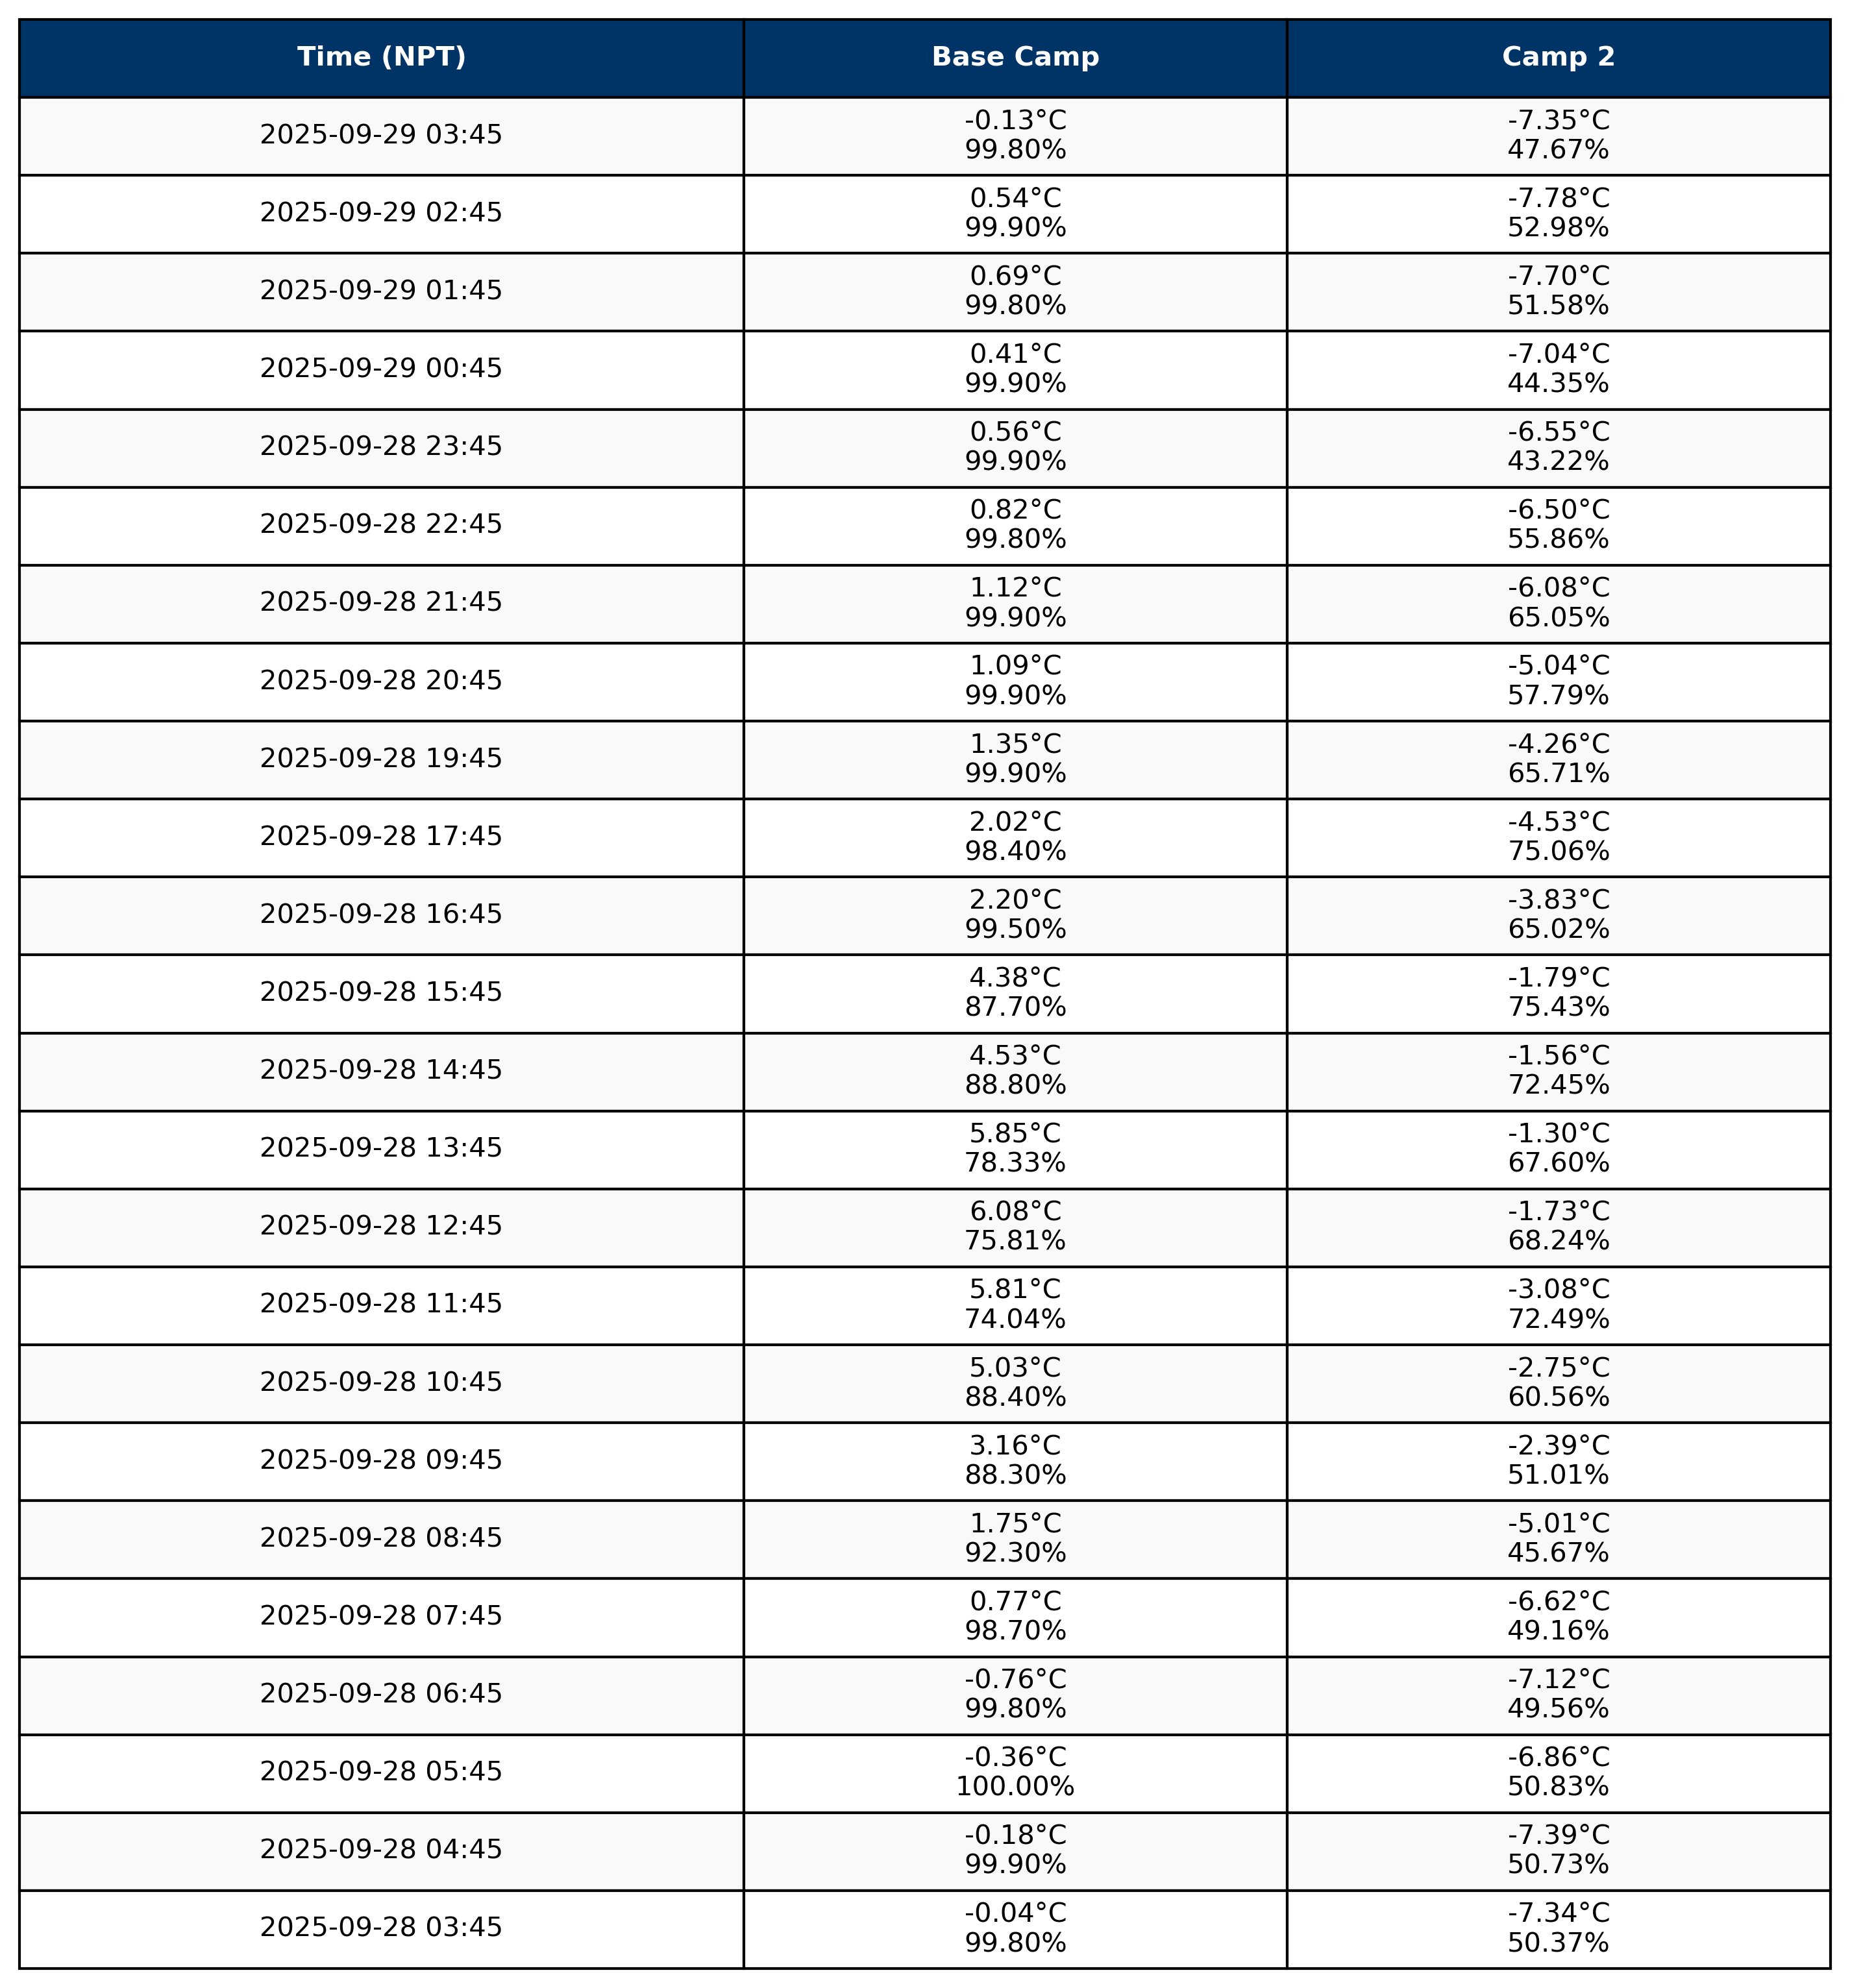 Time (NPT) Base Camp Camp 2
2025-09-29 03:45 -0.13°C -7.35°C
99.80% 47.67%
2025-09-29 02:45 0.54°C -7.78°C
99.90% 52.98%
2025-09-29 01:45 0.69°C -7.70°C
99.80% 51.58%
2025-09-29 00:45 0.41°C -7.04°C
99.90% 44.35%
2025-09-28 23:45 0.56°C -6.55°C
99.90% 43.22%
2025-09-28 22:45 0.82°C -6.50°C
99.80% 55.86%
2025-09-28 21:45 1.12°C -6.08°C
99.90% 65.05%
2025-09-28 20:45 1.09°C -5.04°C
99.90% 57.79%
2025-09-28 19:45 1.35°C -4.26°C
99.90% 65.71%
2025-09-28 17:45 2.02°C -4.53°C
98.40% 75.06%
2025-09-28 16:45 2.20°C -3.83°C
99.50% 65.02%
2025-09-28 15:45 4.38°C -1.79°C
87.70% 75.43%
2025-09-28 14:45 4.53°C -1.56°C
88.80% 72.45%
2025-09-28 13:45 5.85°C -1.30°C
78.33% 67.60%
2025-09-28 12:45 6.08°C -1.73°C
75.81% 68.24%
2025-09-28 11:45 5.81°C -3.08°C
74.04% 72.49%
2025-09-28 10:45 5.03°C -2.75°C
88.40% 60.56%
2025-09-28 09:45 3.16°C -2.39°C
88.30% 51.01%
2025-09-28 08:45 1.75°C -5.01°C
92.30% 45.67%
2025-09-28 07:45 0.77°C -6.62°C
98.70% 49.16%
2025-09-28 06:45 -0.76°C -7.12°C
99.80% 49.56%
2025-09-28 05:45 -0.36°C -6.86°C
100.00% 50.83%
2025-09-28 04:45 -0.18°C -7.39°C
99.90% 50.73%
2025-09-28 03:45 -0.04°C -7.34°C
99.80% 50.37%